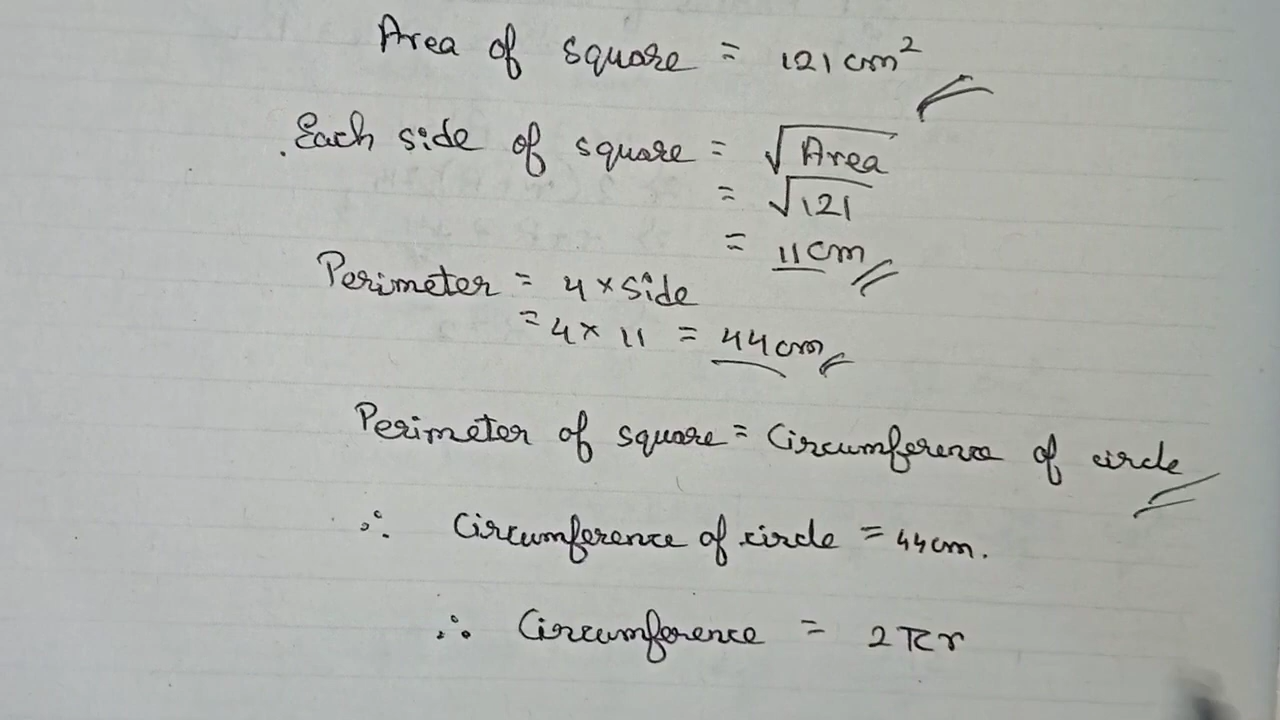 Area of square = 121 cm²
Each side of square = √Area
= √121
= 11cm
Perimeter = 4 × side
= 4 × 11 = 44cm
Perimeter of square = Circumference of circle
∴ Circumference of circle = 44cm.
∴ Circumference = 2πr